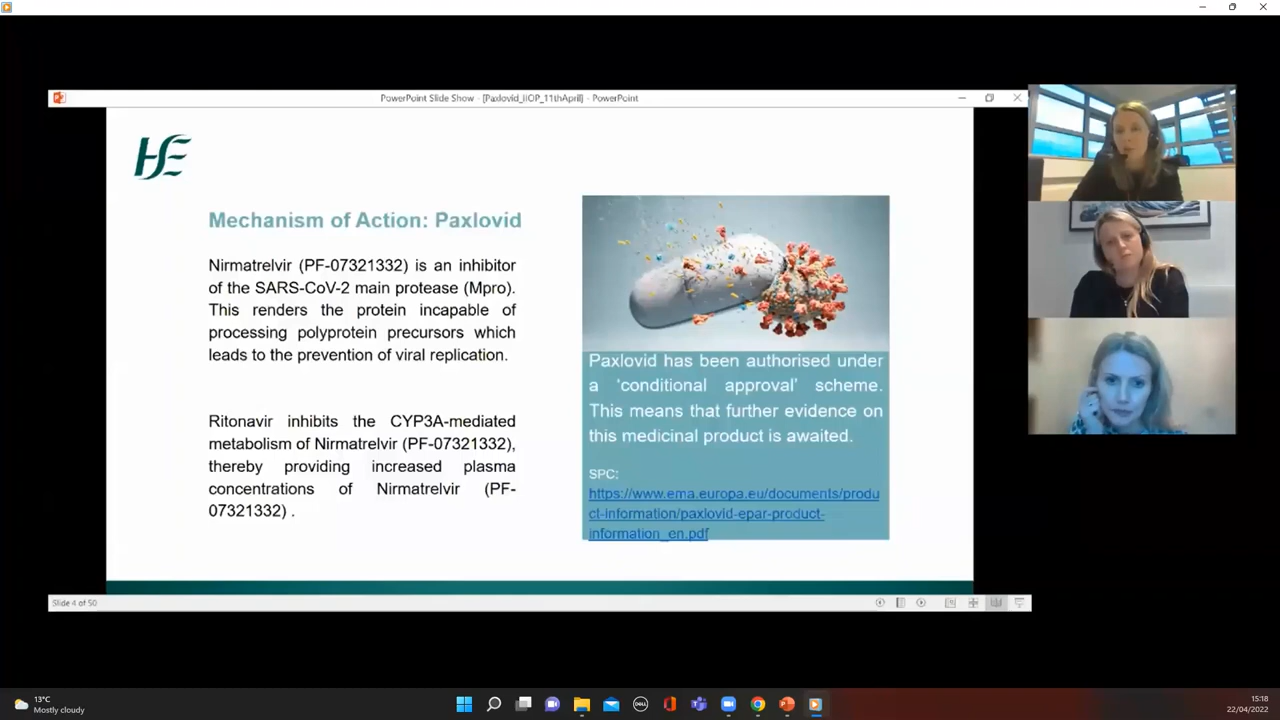 PowerPoint Slide Show - [Paxlovid_IIOP_11thApril] - PowerPoint
HSE
Mechanism of Action: Paxlovid
Nirmatrelvir (PF-07321332) is an inhibitor
of the SARS-CoV-2 main protease (Mpro).
This renders the protein incapable of
processing polyprotein precursors which
leads to the prevention of viral replication.
Ritonavir inhibits the CYP3A-mediated
metabolism of Nirmatrelvir (PF-07321332),
thereby providing increased plasma
concentrations of Nirmatrelvir (PF-
07321332) .
Paxlovid has been authorised under
a ‘conditional approval’ scheme.
This means that further evidence on
this medicinal product is awaited.
SPC:
https://www.ema.europa.eu/documents/produ
ct-information/paxlovid-epar-product-
information_en.pdf
Slide 4 of 50
13°C
Mostly cloudy
DELL
15:18
22/04/2022